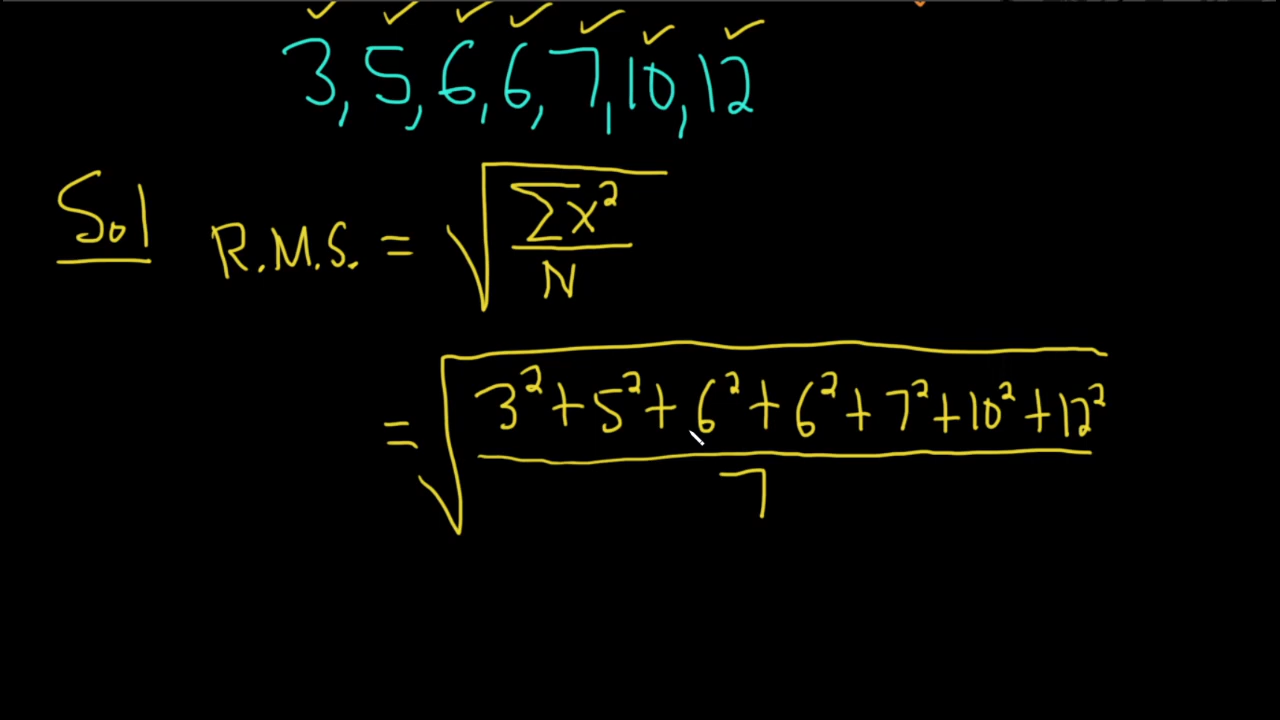 3, 5, 6, 6, 7, 10, 12
Sol R.M.S. = √(Σx²/N)
= √((3² + 5² + 6² + 6² + 7² + 10² + 12²)/7)